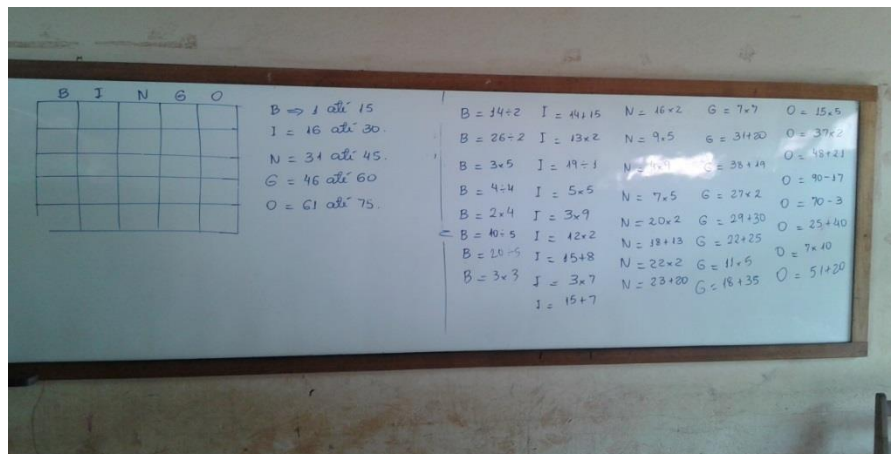 B I N G O
B => 1 até 15
I = 16 até 30.
N = 31 até 45.
G = 46 até 60
O = 61 até 75.
B = 14÷2
B = 26÷2
B = 3×5
B = 4÷4
B = 2×4
B = 10-5
B = 20-5
B = 3×3
I = 14+15
I = 13×2
I = 19÷1
I = 5×5
I = 3×9
I = 12×2
I = 15+8
I = 3×7
I = 15+7
N = 16×2
N = 9×5
N = 4×9
N = 7×5
N = 20×2
N = 18+13
N = 22×2
N = 23+20
G = 7×7
G = 31+20
G = 38+19
G = 27×2
G = 29+30
G = 22+25
G = 11×5
G = 18+35
O = 15×5
O = 37×2
O = 48+21
O = 90-17
O = 70-3
O = 25+40
O = 7×10
O = 51+20